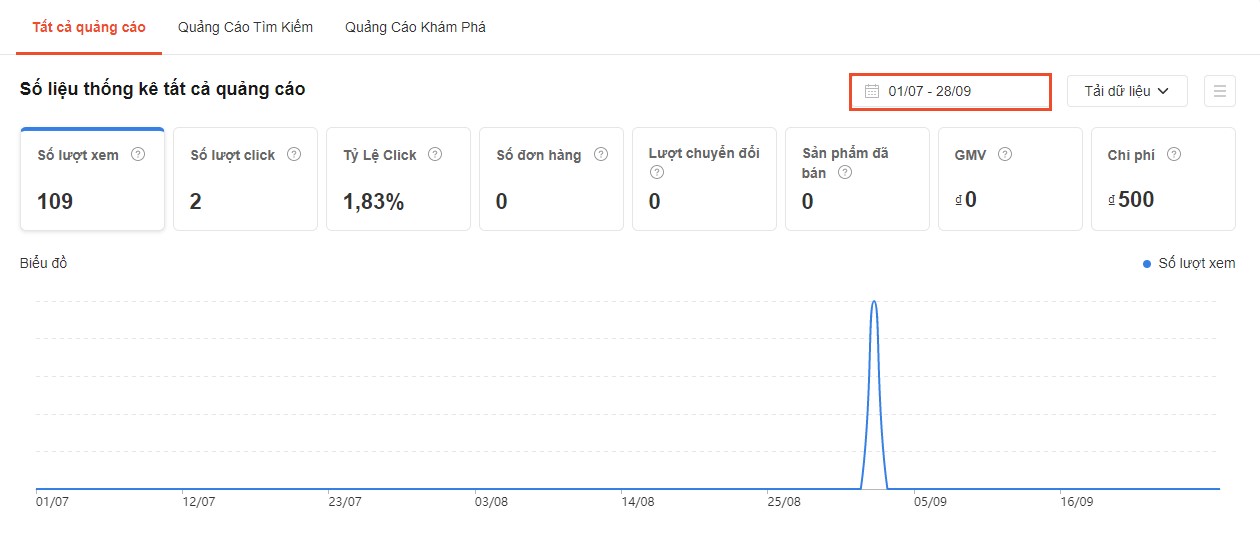 Tất cả quảng cáo Quảng Cáo Tìm Kiếm Quảng Cáo Khám Phá
Số liệu thống kê tất cả quảng cáo 01/07 - 28/09 Tải dữ liệu
Số lượt xem ?
109
Số lượt click ?
2
Tỷ Lệ Click ?
1,83%
Số đơn hàng ?
0
Lượt chuyển đổi
?
0
Sản phẩm đã
bán ?
0
GMV ?
₫ 0
Chi phí ?
₫ 500
Biểu đồ Số lượt xem
01/07 12/07 23/07 03/08 14/08 25/08 05/09 16/09